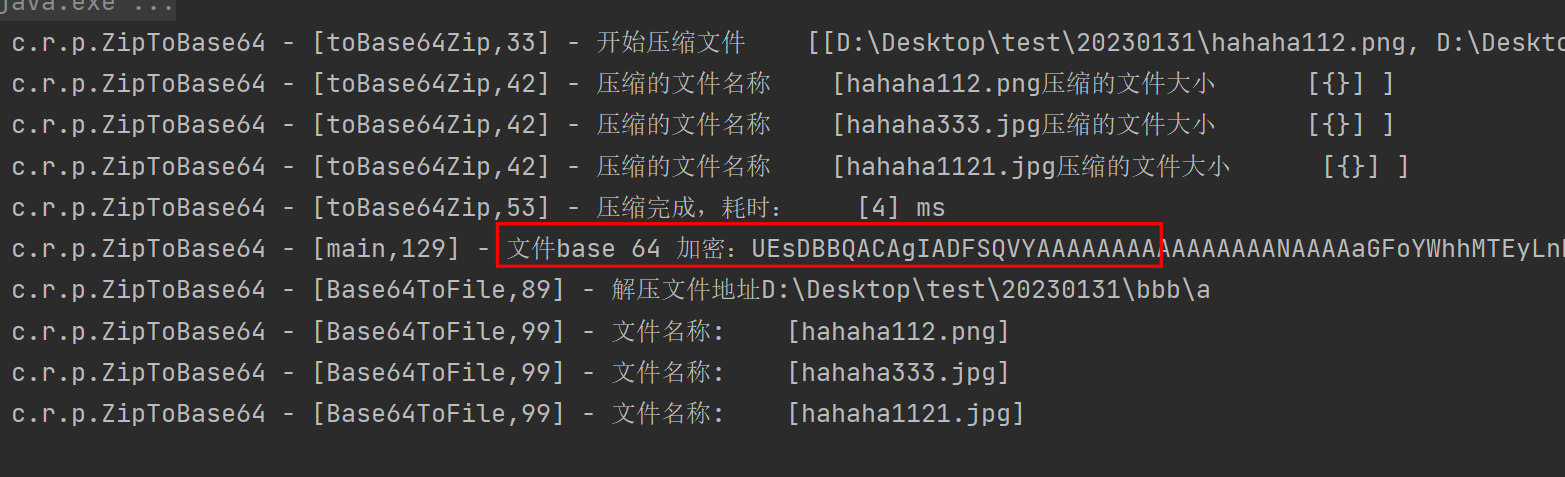 java.exe ...
c.r.p.ZipToBase64 - [toBase64Zip,33] - 开始压缩文件 [[D:\Desktop\test\20230131\hahaha112.png, D:\Deskto
c.r.p.ZipToBase64 - [toBase64Zip,42] - 压缩的文件名称 [hahaha112.png压缩的文件大小 [{}] ]
c.r.p.ZipToBase64 - [toBase64Zip,42] - 压缩的文件名称 [hahaha333.jpg压缩的文件大小 [{}] ]
c.r.p.ZipToBase64 - [toBase64Zip,42] - 压缩的文件名称 [hahaha1121.jpg压缩的文件大小 [{}] ]
c.r.p.ZipToBase64 - [toBase64Zip,53] - 压缩完成，耗时： [4] ms
c.r.p.ZipToBase64 - [main,129] - 文件base 64 加密：UEsDBBQACAgIADFSQVYAAAAAAAAAAAAAAAANAAAAaGFoYWhhMTEyLn
c.r.p.ZipToBase64 - [Base64ToFile,89] - 解压文件地址D:\Desktop\test\20230131\bbb\a
c.r.p.ZipToBase64 - [Base64ToFile,99] - 文件名称: [hahaha112.png]
c.r.p.ZipToBase64 - [Base64ToFile,99] - 文件名称: [hahaha333.jpg]
c.r.p.ZipToBase64 - [Base64ToFile,99] - 文件名称: [hahaha1121.jpg]